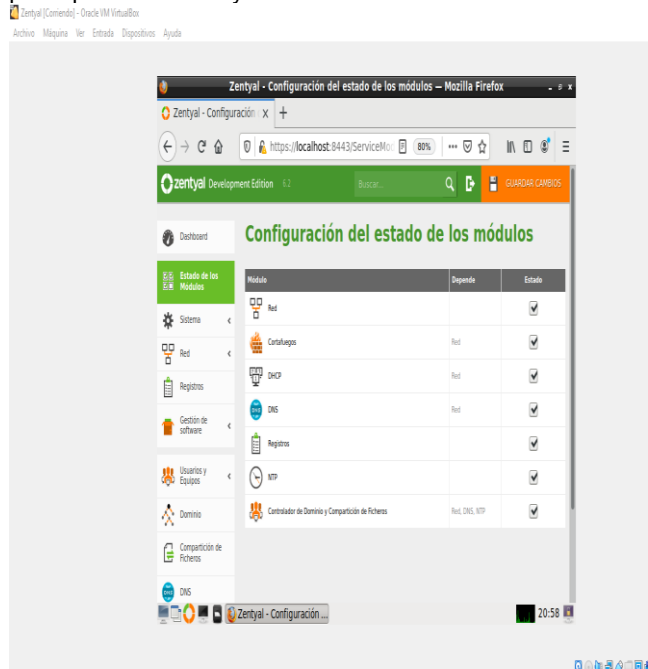 Zentyal [Corriendo] - Oracle VM VirtualBox
Archivo Máquina Ver Entrada Dispositivos Ayuda
Zentyal - Configuración del estado de los módulos — Mozilla Firefox
Zentyal - Configuración
https://localhost:8443/ServiceMod 80%
zentyal Development Edition 6.2 Buscar... GUARDAR CAMBIOS
Dashboard
Configuración del estado de los módulos
Estado de los
Módulos
Módulo Depende Estado
Red
Sistema
Cortafuegos Red
Red
DHCP Red
Registros
DNS Red
Gestión de
software
Registros
Usuarios y
Equipos
NTP
Dominio
Controlador de Dominio y Compartición de Ficheros Red, DNS, NTP
Compartición de
Ficheros
DNS
Zentyal - Configuración ... 20:58